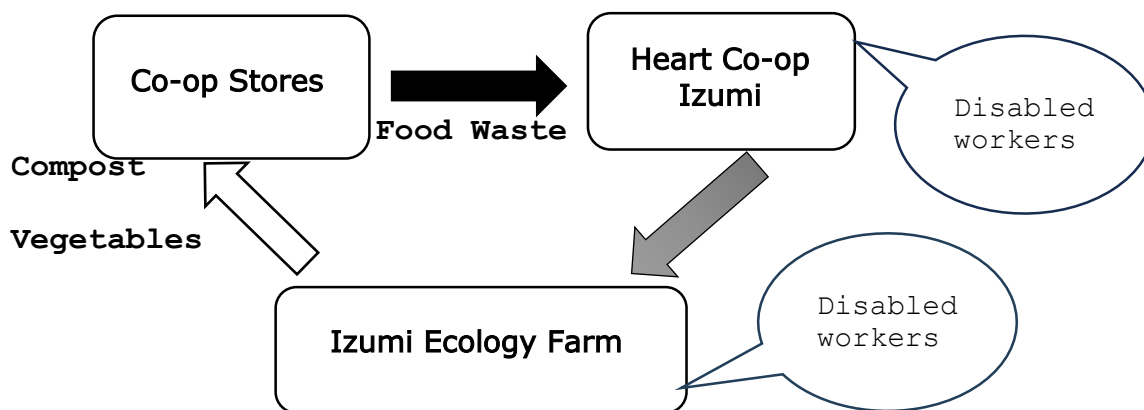 Co-op Stores
Food Waste
Heart Co-op
Izumi
Disabled
workers
Compost
Vegetables
Izumi Ecology Farm
Disabled
workers